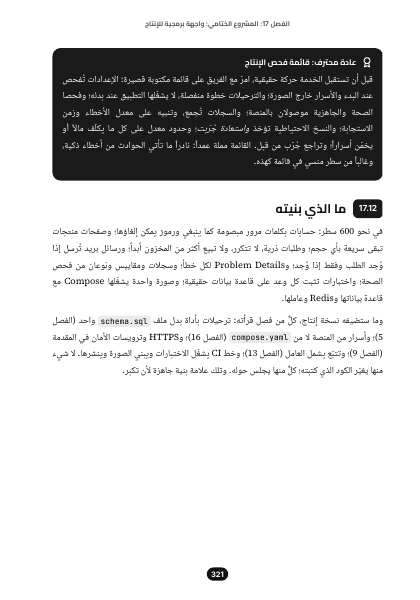 الفصل 17: المشروع الختامي: واجهة برمجية للإنتاج
عادة محترف: قائمة فحص الإنتاج
قبل أن تستقبل الخدمة حركة حقيقية، امرّ مع الفريق على قائمة مكتوبة قصيرة: الإعدادات تُفحص
عند البدء والأسرار خارج الصورة؛ والترحيلات خطوة منفصلة، لا يشغّلها التطبيق عند بدئه؛ وفحصا
الصحة والجاهزية موصولان بالمنصة؛ والسجلات تُجمع، وتنبيه على معدل الأخطاء وزمن
الاستجابة؛ والنسخ الاحتياطية تؤخذ واستعادة جُرّبت؛ وحدود معدل على كل ما يكلّف مالاً أو
يخمّن أسراراً؛ وتراجع جُرّب من قبل. القائمة مملة عمداً: نادراً ما تأتي الحوادث من أخطاء ذكية،
وغالباً من سطر منسي في قائمة كهذه.
17.12 ما الذي بنيته
في نحو 600 سطر: حسابات بكلمات مرور مبصومة كما ينبغي ورموز يمكن إلغاؤها؛ وصفحات منتجات
تبقى سريعة بأي حجم؛ وطلبات ذرية، لا تتكرر، ولا تبيع أكثر من المخزون أبداً؛ ورسائل بريد تُرسل إذا
وُجد الطلب وفقط إذا وُجد؛ وProblem Details لكل خطأ؛ وسجلات ومقاييس ونوعان من فحص
الصحة؛ واختبارات تثبت كل وعد على قاعدة بيانات حقيقية؛ وصورة واحدة يشغّلها Compose مع
قاعدة بياناتها وRedis وعاملها.
وما ستضيفه نسخة إنتاج، كلٌّ من فصل قرأته: ترحيلات بأداة بدل ملف schema.sql واحد (الفصل
5)؛ وأسرار من المنصة لا من compose.yaml (الفصل 16)؛ وHTTPS وترويسات الأمان في المقدمة
(الفصل 9)؛ وتتبّع يشمل العامل (الفصل 13)؛ وخط CI يشغّل الاختبارات ويبني الصورة وينشرها. لا شيء
منها يغيّر الكود الذي كتبته؛ كلٌّ منها يجلس حوله. وتلك علامة بنية جاهزة لأن تكبر.
321